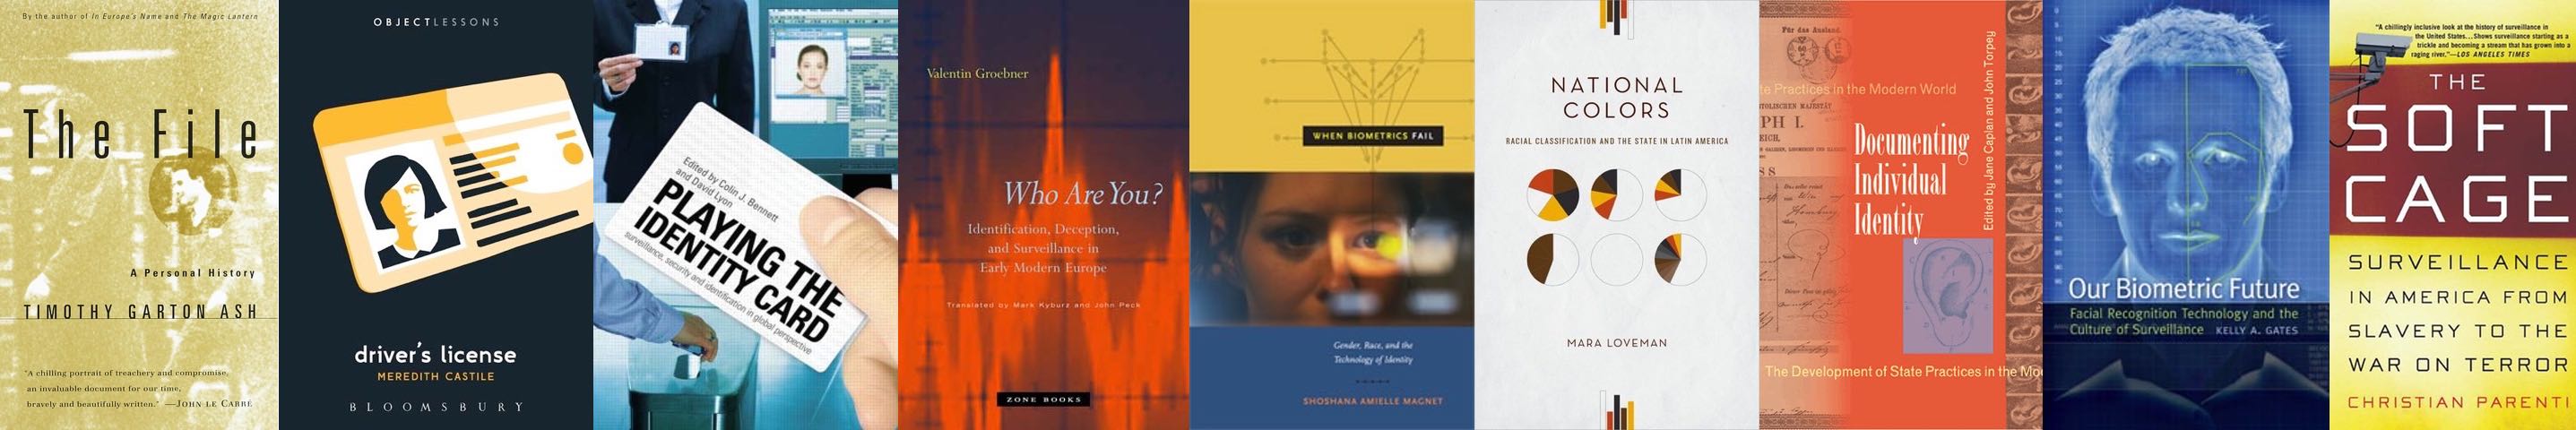 By the author of In Europe's Name and The Magic Lantern
The File
A Personal History
TIMOTHY GARTON ASH
"A chilling portrait of treachery and compromise,
an invaluable document for our time,
bravely and beautifully written." —JOHN LE CARRÉ
OBJECTLESSONS
driver's license
MEREDITH CASTILE
BLOOMSBURY
Edited by Colin J. Bennett
and David Lyon
PLAYING THE
IDENTITY CARD
surveillance, security and identification in global perspective
Valentin Groebner
Who Are You?
Identification, Deception,
and Surveillance in
Early Modern Europe
Translated by Mark Kyburz and John Peck
ZONE BOOKS
WHEN BIOMETRICS FAIL
Gender, Race, and the
Technology of Identity
SHOSHANA AMIELLE MAGNET
NATIONAL
COLORS
RACIAL CLASSIFICATION AND THE STATE IN LATIN AMERICA
MARA LOVEMAN
Für das Ausland.
60
te Practices in the Modern World
PH I.
Documenting
Individual
Identity
Edited by Jane Caplan and John Torpey
The Development of State Practices in the Mo
Our Biometric Future
Facial Recognition Technology and the
Culture of Surveillance KELLY A. GATES
"A chillingly inclusive look at the history of surveillance in
the United States...Shows surveillance starting as a
trickle and becoming a stream that has grown into a
raging river."—LOS ANGELES TIMES
THE
SOFT
CAGE
SURVEILLANCE
IN AMERICA FROM
SLAVERY TO THE
WAR ON TERROR
CHRISTIAN PARENTI